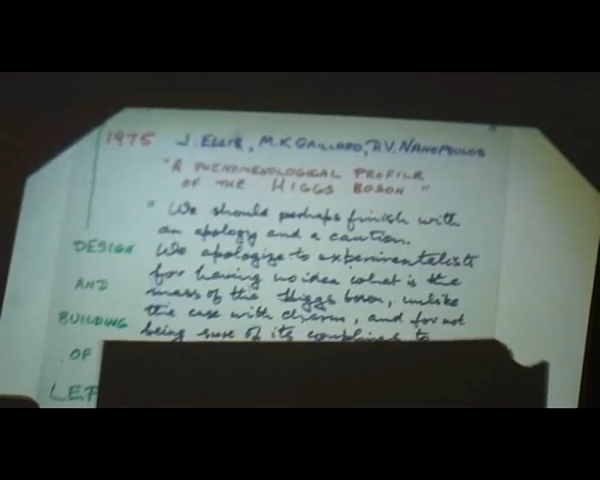 1975 J. ELLIS, M.K GAILLARD, D.V. NANOPOULOS
"A PHENOMENOLOGICAL PROFILE
OF THE HIGGS BOSON"
" We should perhaps finish with
an apology and a caution.
We apologize to experimentalists
for having no idea what is the
mass of the Higgs boson, unlike
the case with charm, and for not
being sure of its couplings to
DESIGN
AND
BUILDING
OF
LEP